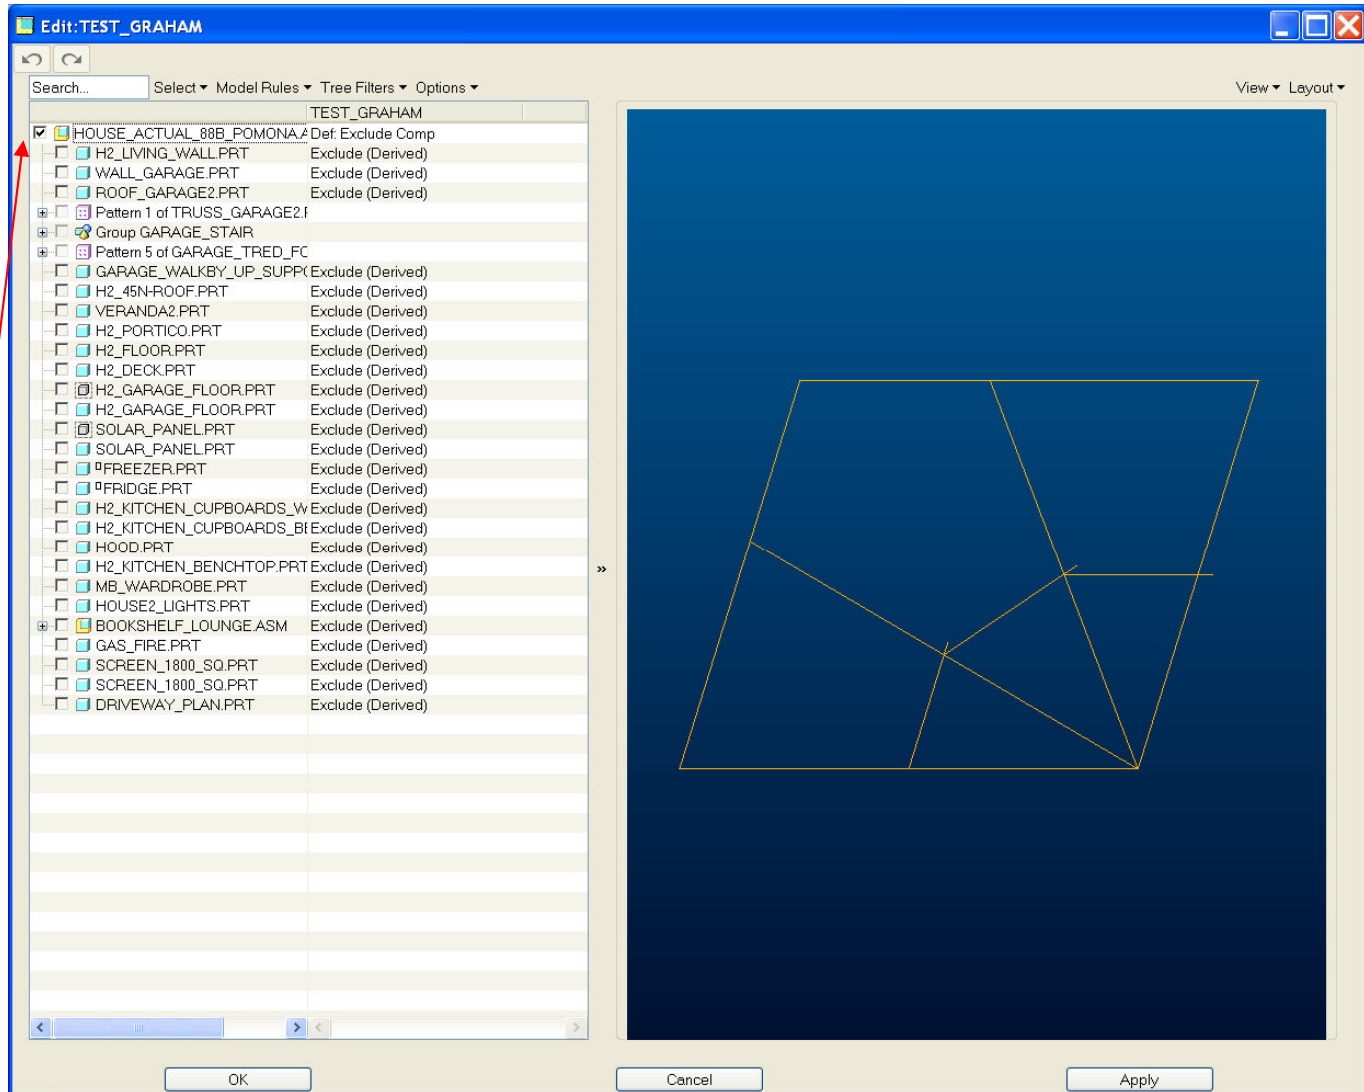 Edit:TEST_GRAHAM
Search... Select Model Rules Tree Filters Options View Layout
TEST_GRAHAM
HOUSE_ACTUAL_88B_POMONA.A Def: Exclude Comp
H2_LIVING_WALL.PRT Exclude (Derived)
WALL_GARAGE.PRT Exclude (Derived)
ROOF_GARAGE2.PRT Exclude (Derived)
Pattern 1 of TRUSS_GARAGE2.F
Group GARAGE_STAIR
Pattern 5 of GARAGE_TRED_FC
GARAGE_WALKBY_UP_SUPP( Exclude (Derived)
H2_45N-ROOF.PRT Exclude (Derived)
VERANDA2.PRT Exclude (Derived)
H2_PORTICO.PRT Exclude (Derived)
H2_FLOOR.PRT Exclude (Derived)
H2_DECK.PRT Exclude (Derived)
H2_GARAGE_FLOOR.PRT Exclude (Derived)
H2_GARAGE_FLOOR.PRT Exclude (Derived)
SOLAR_PANEL.PRT Exclude (Derived)
SOLAR_PANEL.PRT Exclude (Derived)
FREEZER.PRT Exclude (Derived)
FRIDGE.PRT Exclude (Derived)
H2_KITCHEN_CUPBOARDS_W Exclude (Derived)
H2_KITCHEN_CUPBOARDS_BE Exclude (Derived)
HOOD.PRT Exclude (Derived)
H2_KITCHEN_BENCHTOP.PRT Exclude (Derived)
MB_WARDROBE.PRT Exclude (Derived)
HOUSE2_LIGHTS.PRT Exclude (Derived)
BOOKSHELF_LOUNGE.ASM Exclude (Derived)
GAS_FIRE.PRT Exclude (Derived)
SCREEN_1800_SQ.PRT Exclude (Derived)
SCREEN_1800_SQ.PRT Exclude (Derived)
DRIVEWAY_PLAN.PRT Exclude (Derived)
»
OK Cancel Apply